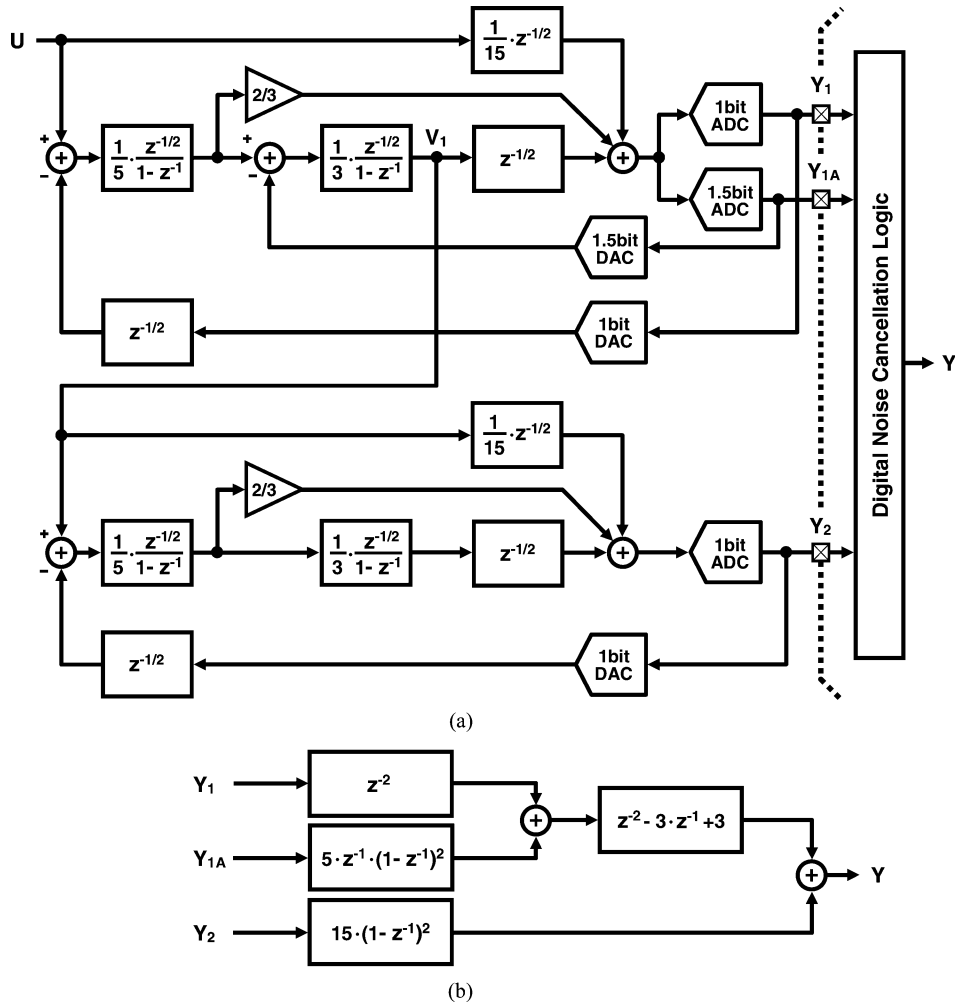 U
1/15 · z^-1/2
2/3
Y1
1bit ADC
+
−
+
1/5 · z^-1/2 / 1- z^-1
+
−
+
1/3 · z^-1/2 / 1- z^-1
V1
z^-1/2
+
Y1A
1.5bit ADC
1.5bit DAC
z^-1/2
1bit DAC
Digital Noise Cancellation Logic
Y
1/15 · z^-1/2
2/3
Y2
+
−
+
1/5 · z^-1/2 / 1- z^-1
1/3 · z^-1/2 / 1- z^-1
z^-1/2
+
1bit ADC
z^-1/2
1bit DAC
(a)
Y1
z^-2
+
z^-2 - 3 · z^-1 +3
Y1A
5 · z^-1 · (1- z^-1)^2
+
Y
Y2
15 · (1- z^-1)^2
(b)